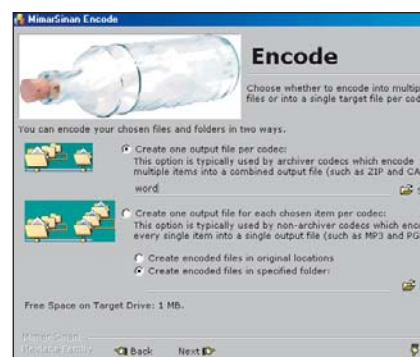 MimarSinan Encode
Encode
Choose whether to encode into
files or into a single target file per
You can encode your chosen files and folders in two ways.
Create one output file per codec:
This option is typically used by archiver codecs which encode
multiple items into a combined output file (such as ZIP and
word
Create one output file for each chosen item per codec:
This option is typically used by non-archiver codecs which
every single item into a single output file (such as MP3 and
Create encoded files in original locations
Create encoded files in specified folder:
Free Space on Target Drive: 1 MB.
Back Next